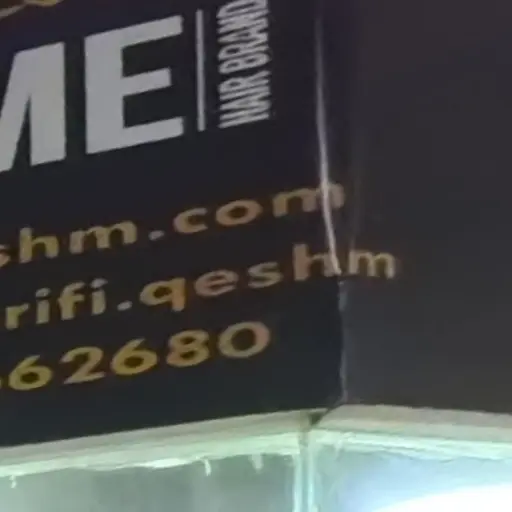 ME | HAIR BRAND
shm.com
rifi.qeshm
62680